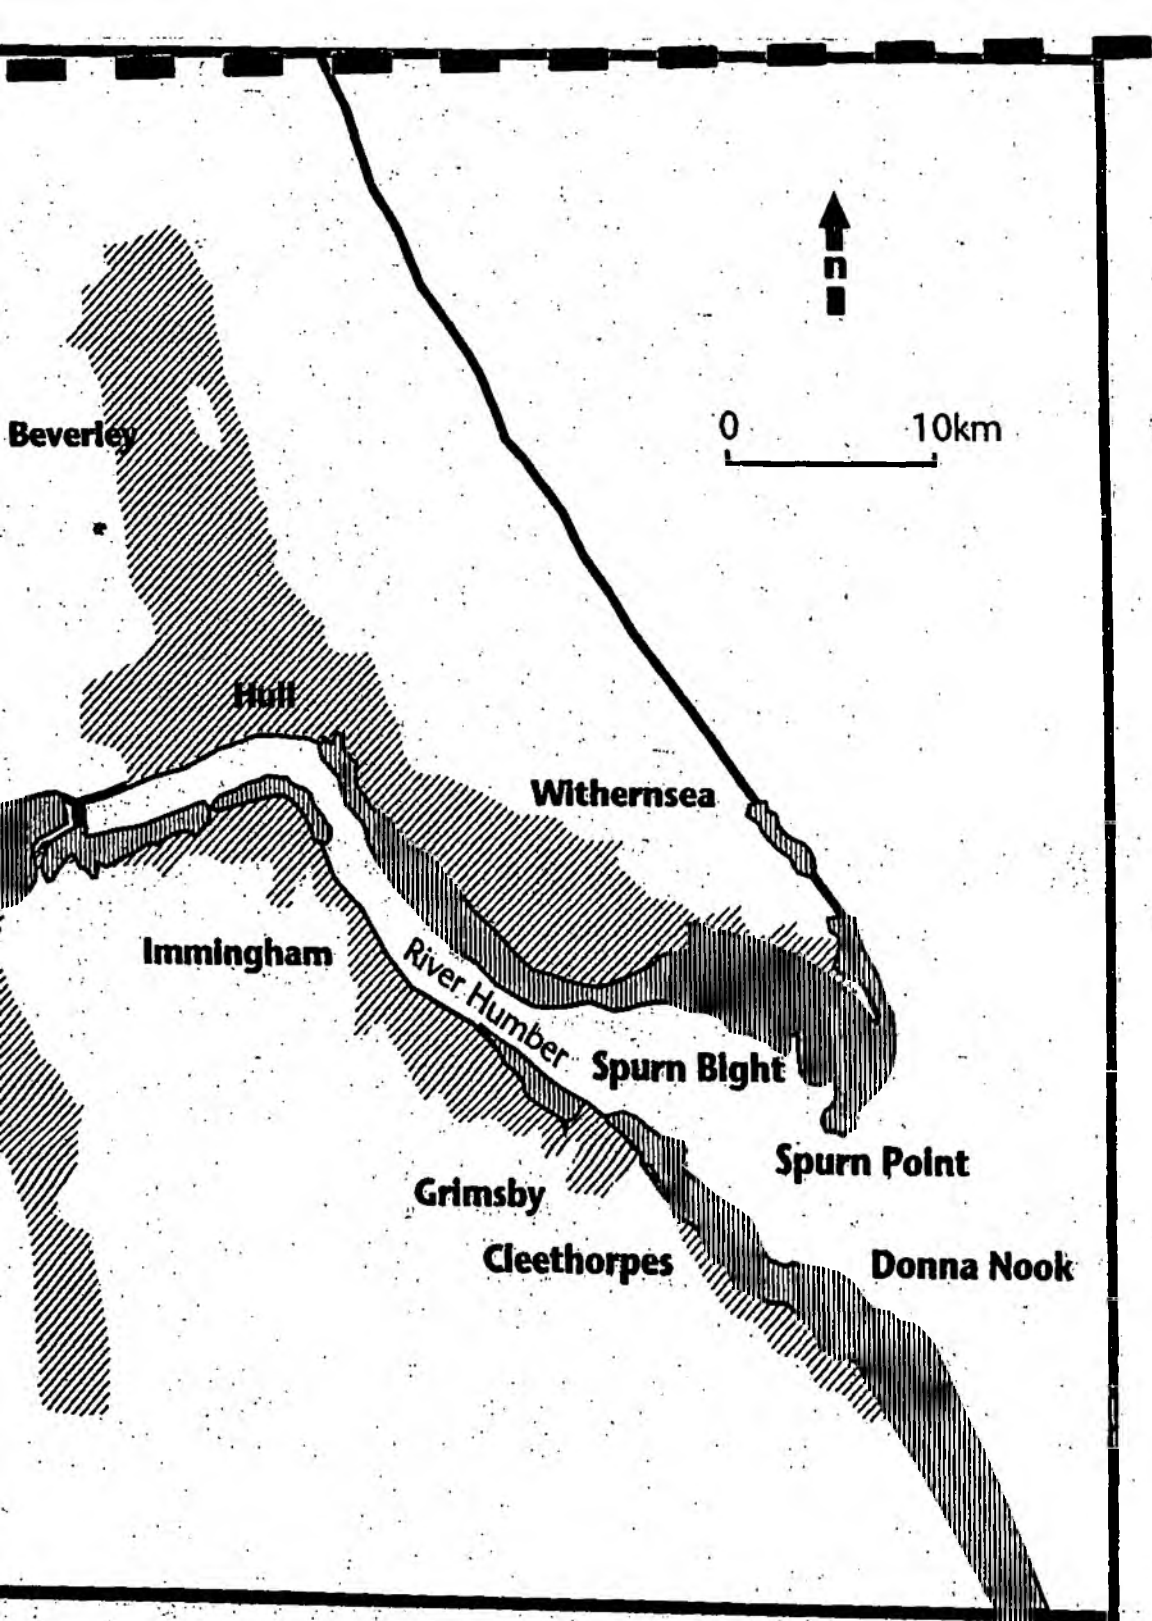 n
0 10km
Beverley
Hull
Withernsea
Immingham
River Humber
Spurn Bight
Spurn Point
Grimsby
Cleethorpes
Donna Nook